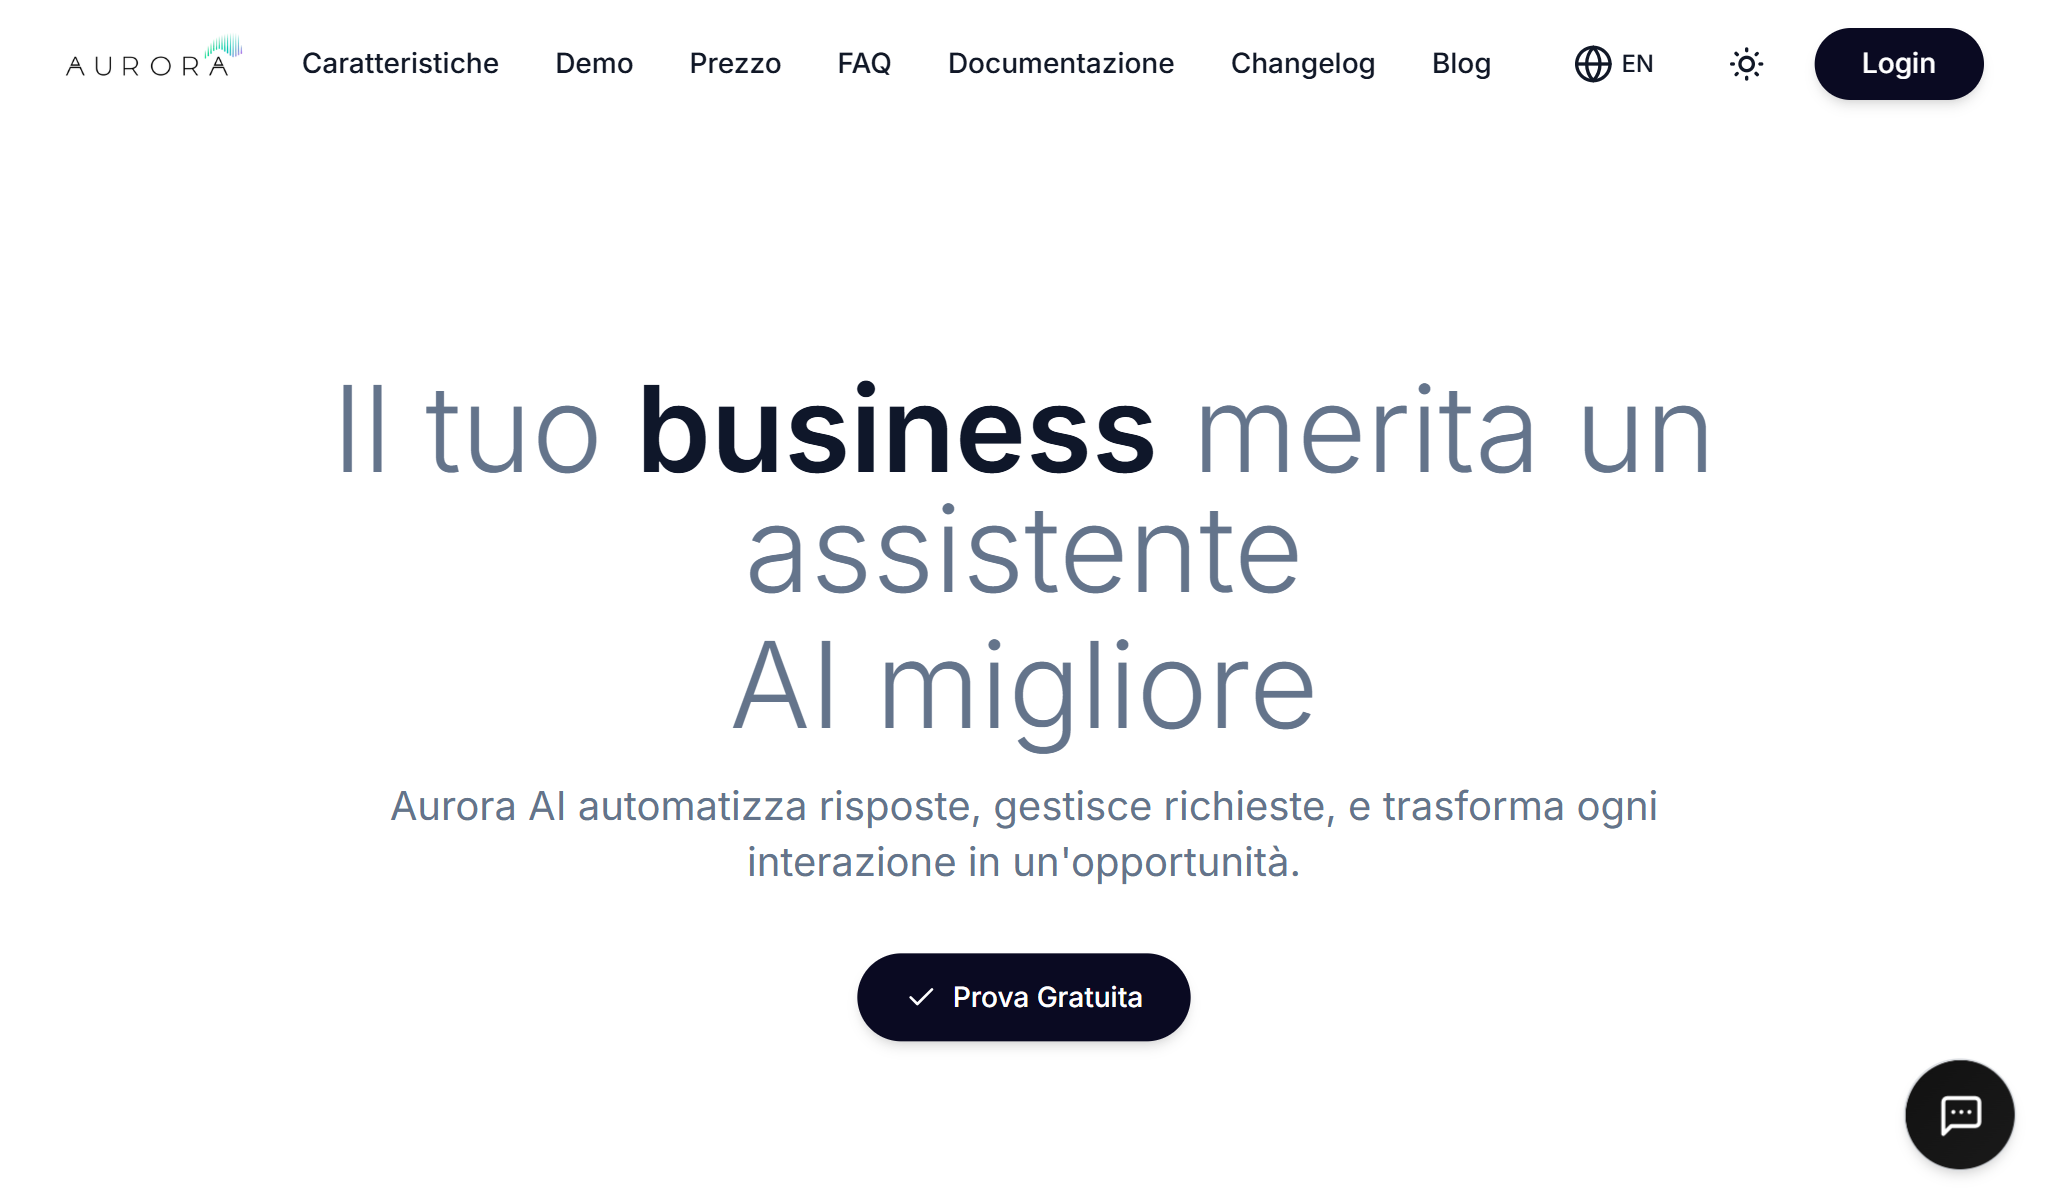 AURORA
Caratteristiche
Demo
Prezzo
FAQ
Documentazione
Changelog
Blog
EN
Login
Il tuo business merita un
assistente
AI migliore
Aurora AI automatizza risposte, gestisce richieste, e trasforma ogni
interazione in un'opportunità.
Prova Gratuita